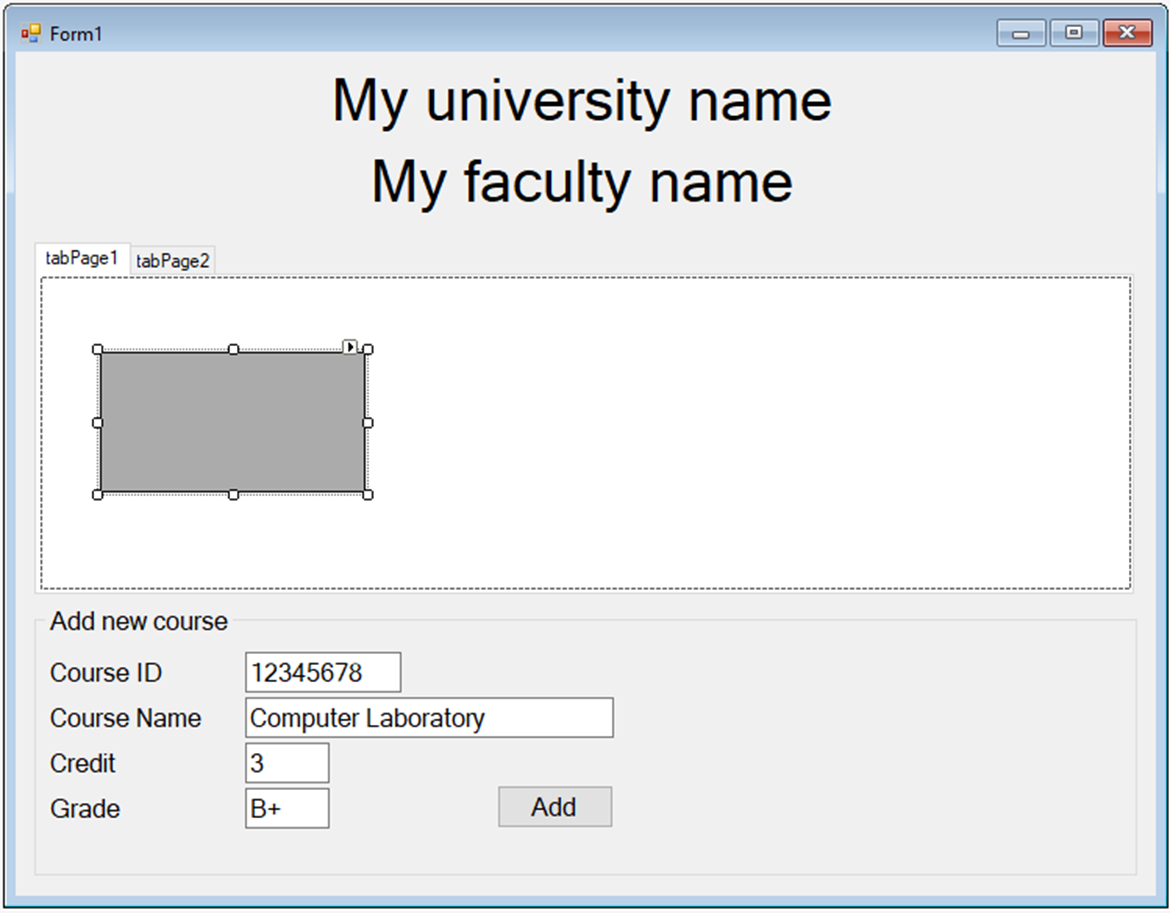 Form1
My university name
My faculty name
tabPage1 tabPage2
Add new course
Course ID 12345678
Course Name Computer Laboratory
Credit 3
Grade B+ Add